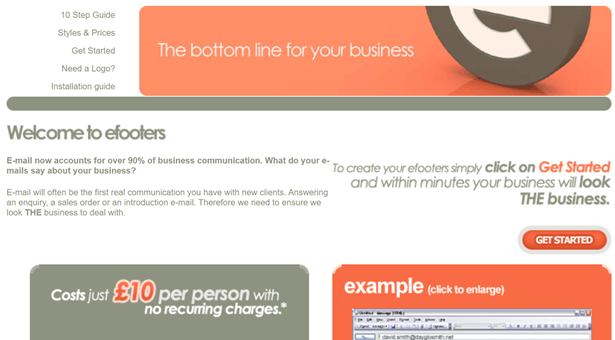 10 Step Guide
Styles & Prices
Get Started
Need a Logo?
Installation guide
The bottom line for your business
Welcome to efooters
E-mail now accounts for over 90% of business communication. What do your e-
mails say about your business?
E-mail will often be the first real communication you have with new clients. Answering
an enquiry, a sales order or an introduction e-mail. Therefore we need to ensure we
look THE business to deal with.
To create your efooters simply click on Get Started
and within minutes your business will look
THE business.
GET STARTED
Costs just £10 per person with
no recurring charges.*
example (click to enlarge)
david.smith@dayglosmith.net